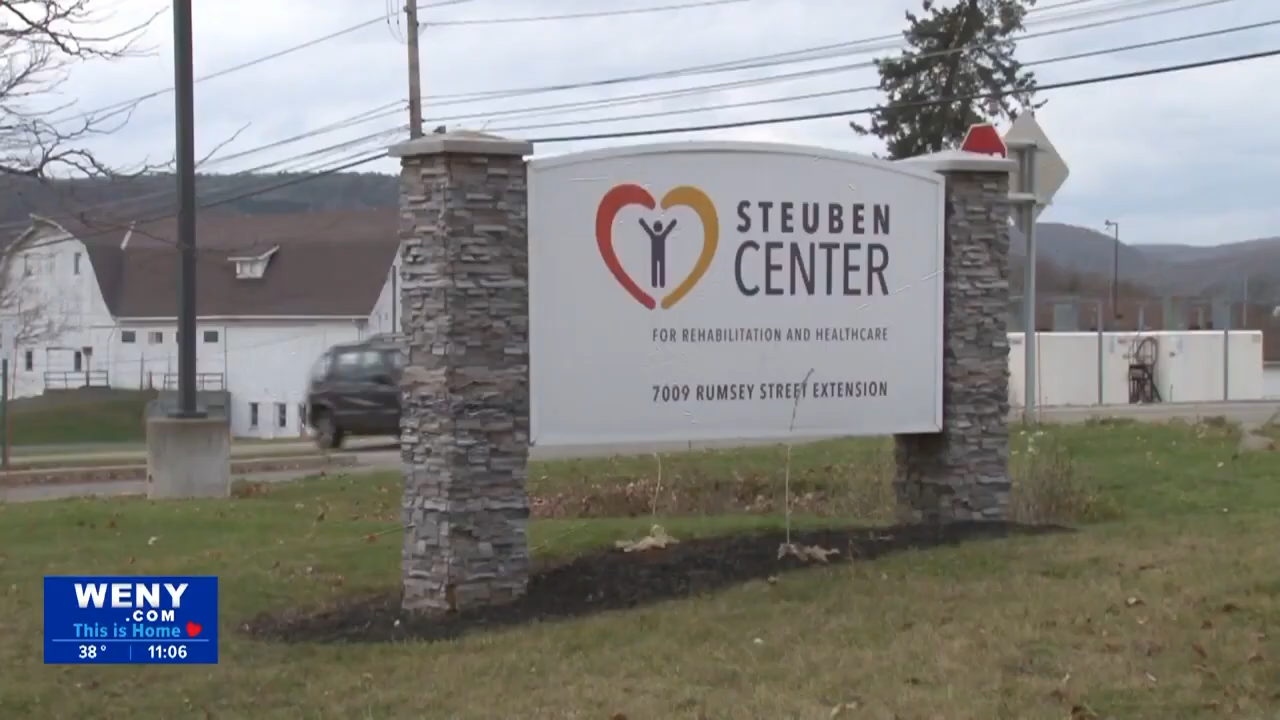 STEUBEN
CENTER
FOR REHABILITATION AND HEALTHCARE
7009 RUMSEY STREET EXTENSION
WENY
.COM
This is Home
38° 11:06